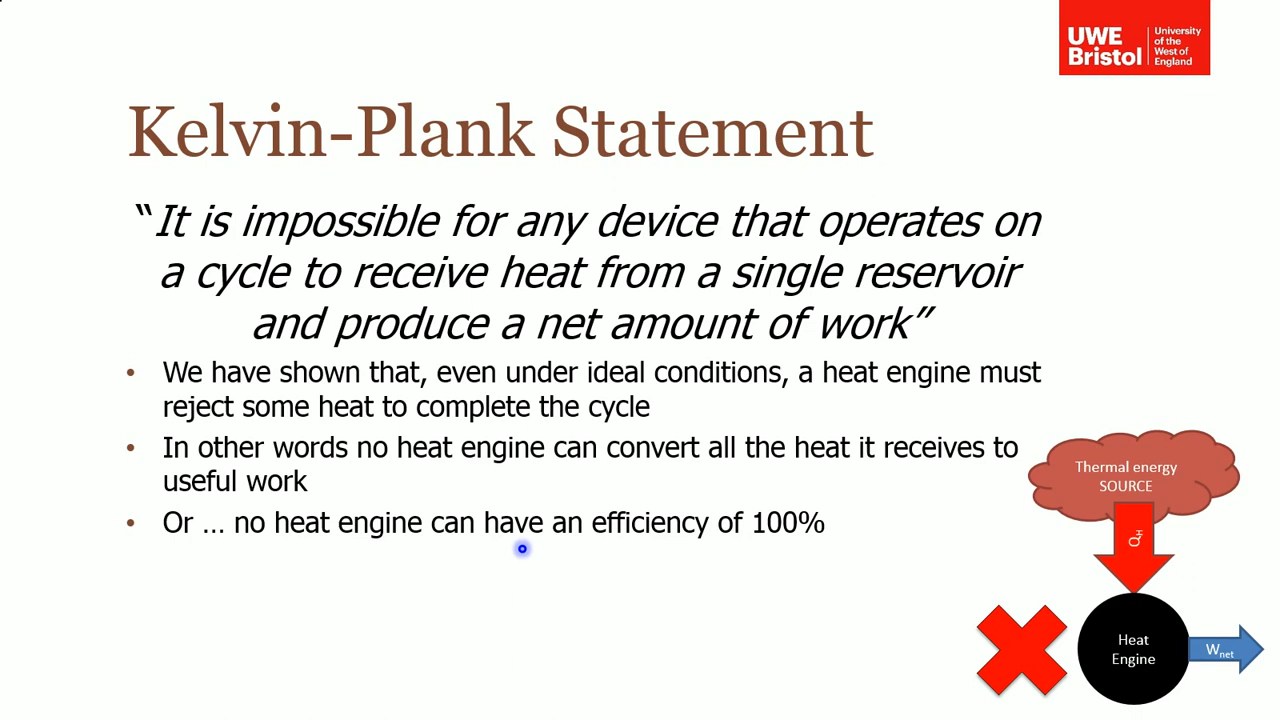 UWE
Bristol
University
of the
West of
England
Kelvin-Plank Statement
“It is impossible for any device that operates on
a cycle to receive heat from a single reservoir
and produce a net amount of work”
• We have shown that, even under ideal conditions, a heat engine must
reject some heat to complete the cycle
• In other words no heat engine can convert all the heat it receives to
useful work
• Or … no heat engine can have an efficiency of 100%
Thermal energy
SOURCE
QH
Heat
Engine
Wnet